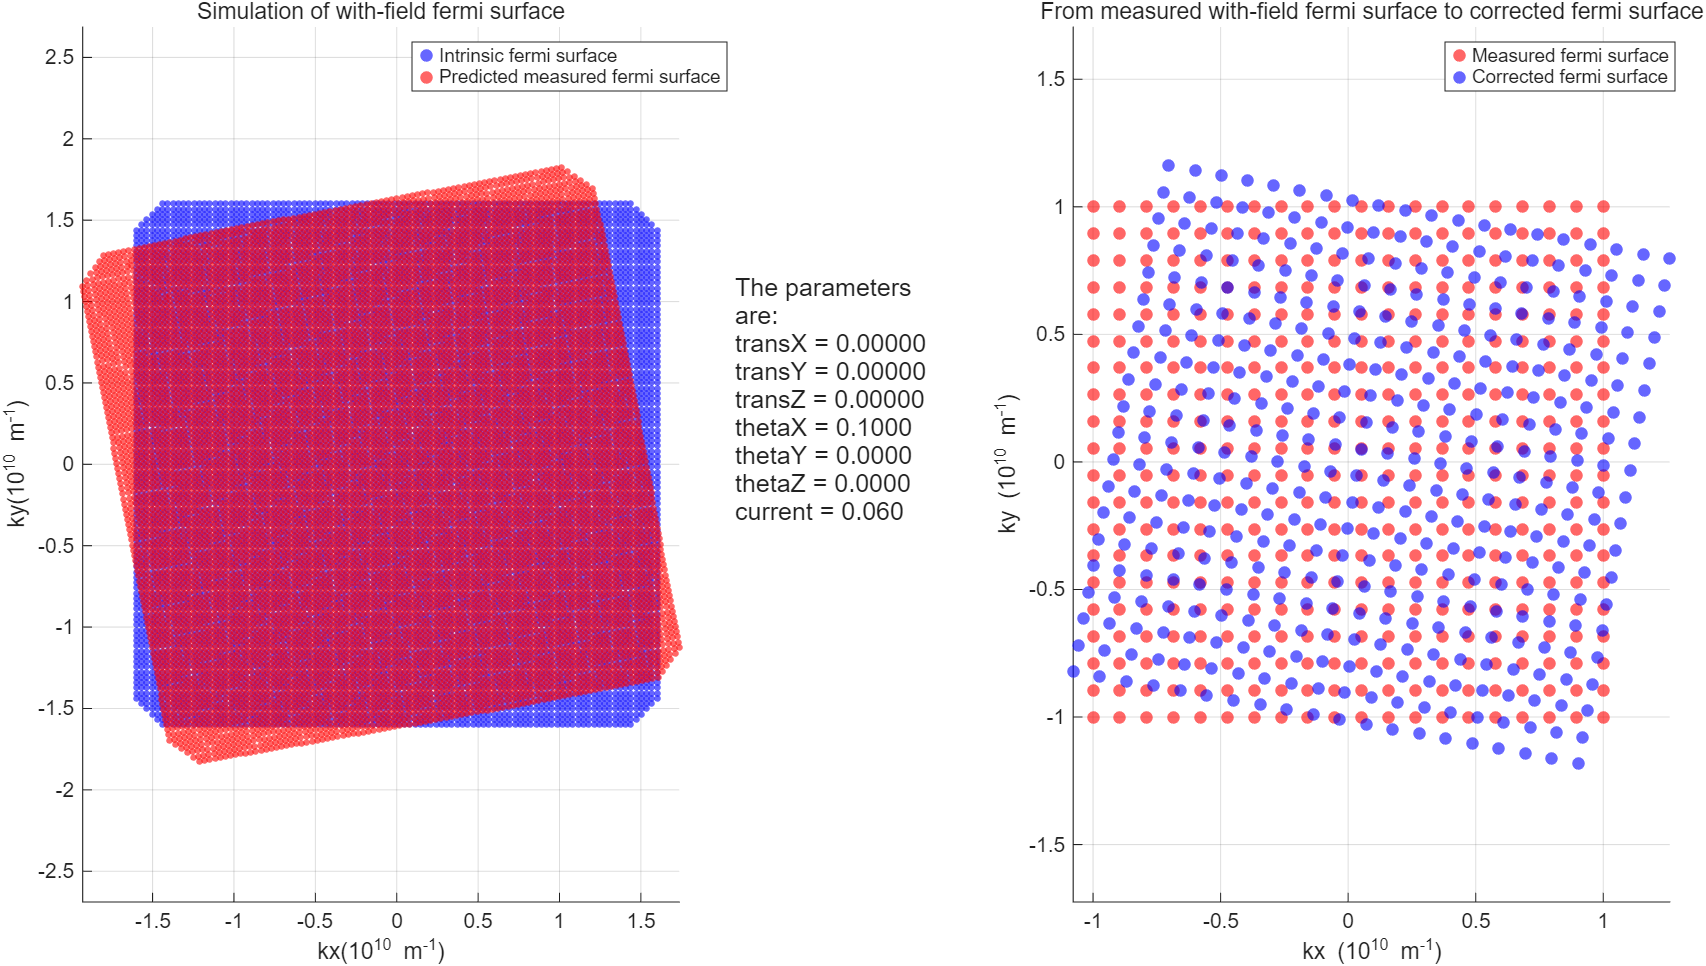 Simulation of with-field fermi surface
Intrinsic fermi surface
Predicted measured fermi surface
2.5
2
1.5
1
0.5
0
-0.5
-1
-1.5
-2
-2.5
-1.5
-1
-0.5
0
0.5
1
1.5
kx(10^10 m^-1)
ky(10^10 m^-1)
The parameters
are:
transX = 0.00000
transY = 0.00000
transZ = 0.00000
thetaX = 0.1000
thetaY = 0.0000
thetaZ = 0.0000
current = 0.060
From measured with-field fermi surface to corrected fermi surface
Measured fermi surface
Corrected fermi surface
1.5
1
0.5
0
-0.5
-1
-1.5
-1
-0.5
0
0.5
1
kx (10^10 m^-1)
ky (10^10 m^-1)